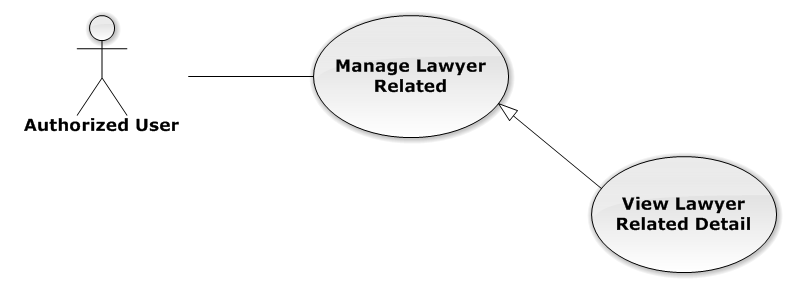 Manage Lawyer
Related
Authorized User
View Lawyer
Related Detail